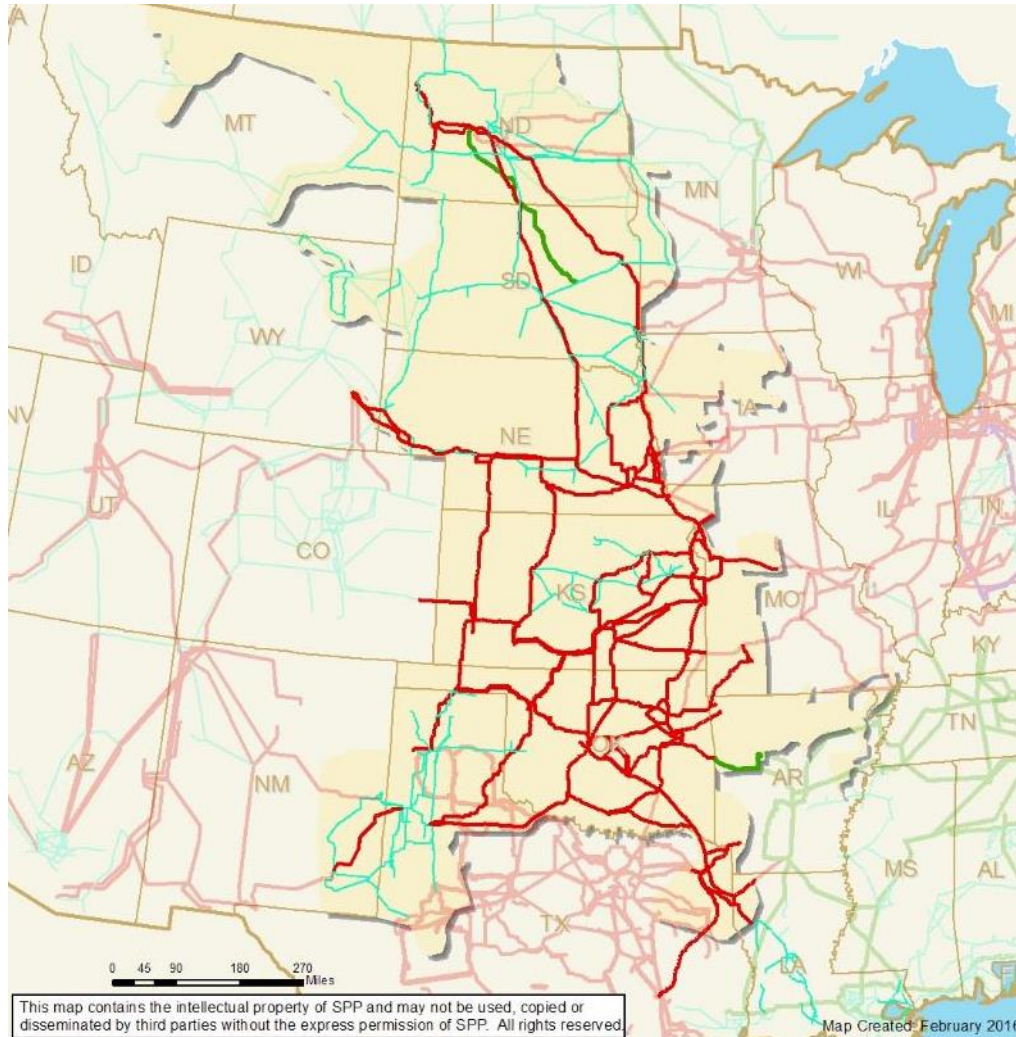 A
MT
ND
MN
ID
SD
WI
MI
WY
IA
NV
NE
UT
IL
IN
CO
KS
MO
KY
TN
AZ
OK
NM
AR
MS
AL
TX
LA
0 45 90 180 270
Miles
This map contains the intellectual property of SPP and may not be used, copied or
disseminated by third parties without the express permission of SPP. All rights reserved.
Map Created: February 2016